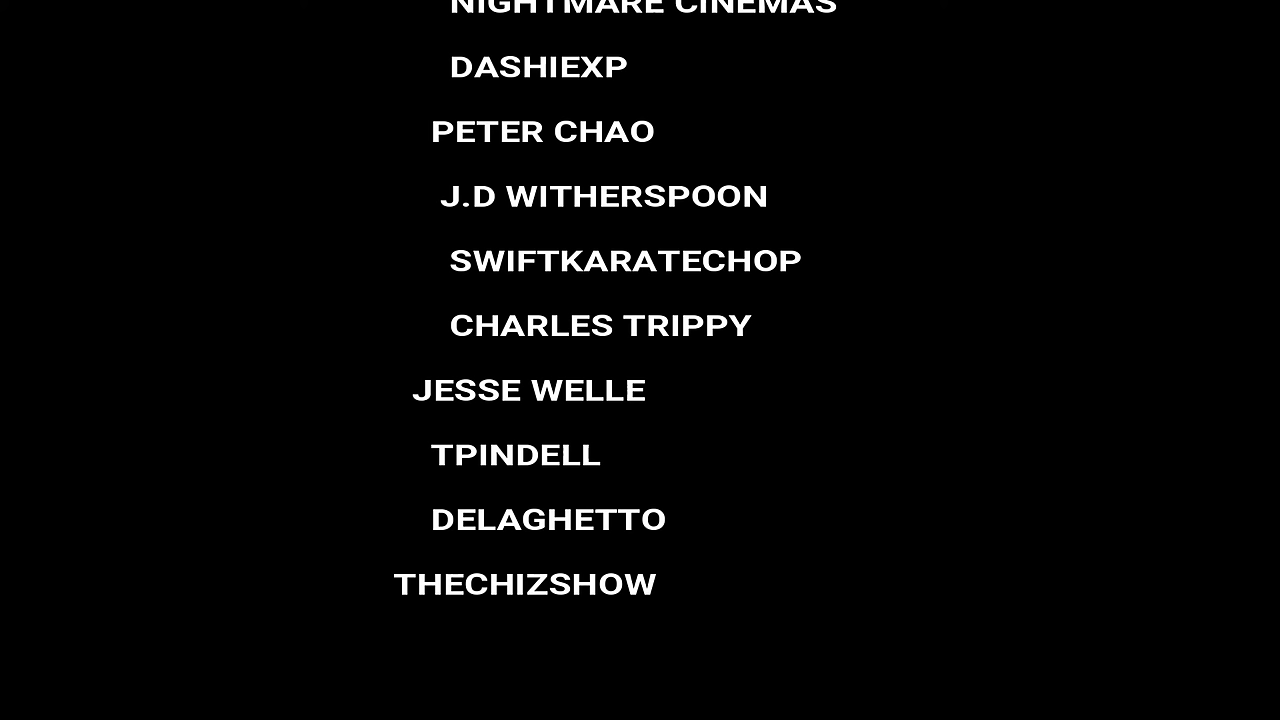 NIGHTMARE CINEMAS
DASHIEXP
PETER CHAO
J.D WITHERSPOON
SWIFTKARATECHOP
CHARLES TRIPPY
JESSE WELLE
TPINDELL
DELAGHETTO
THECHIZSHOW